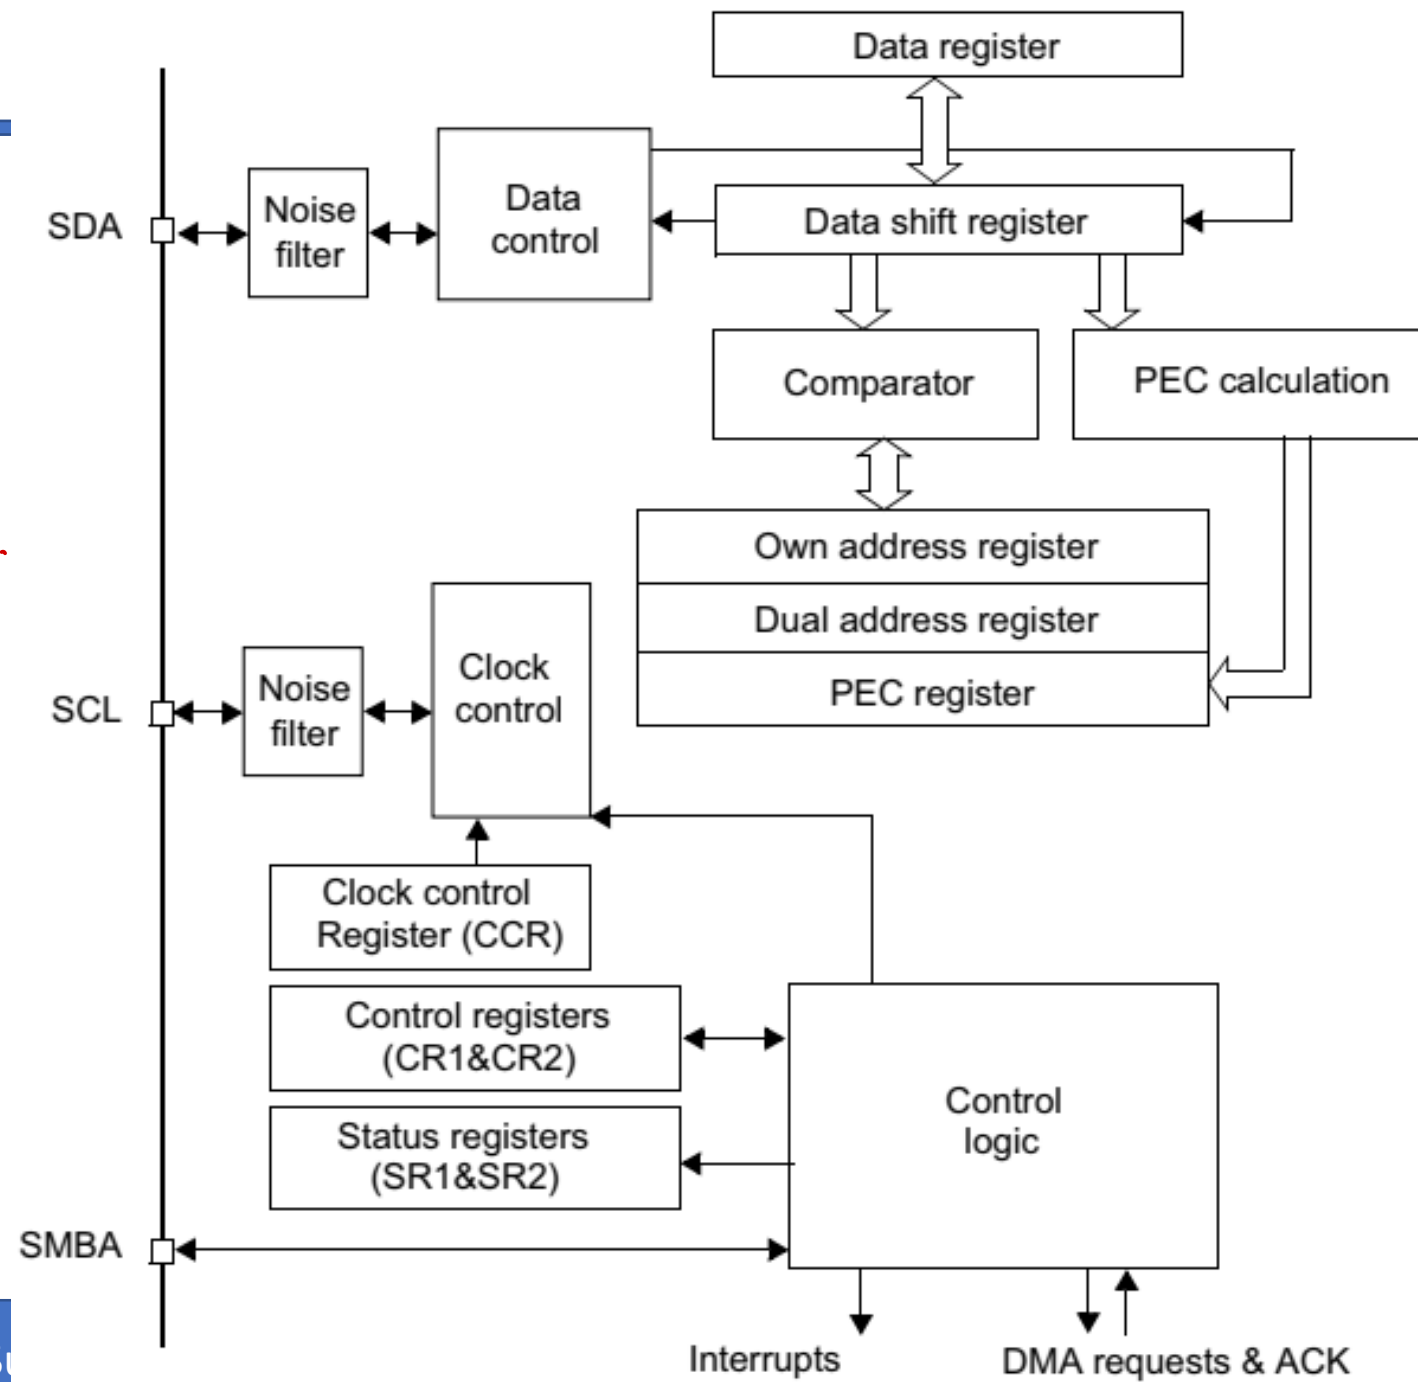 Data register
SDA
Noise
filter
Data
control
Data shift register
Comparator
PEC calculation
Own address register
Dual address register
PEC register
SCL
Noise
filter
Clock
control
Clock control
Register (CCR)
Control registers
(CR1&CR2)
Status registers
(SR1&SR2)
Control
logic
SMBA
Interrupts
DMA requests & ACK